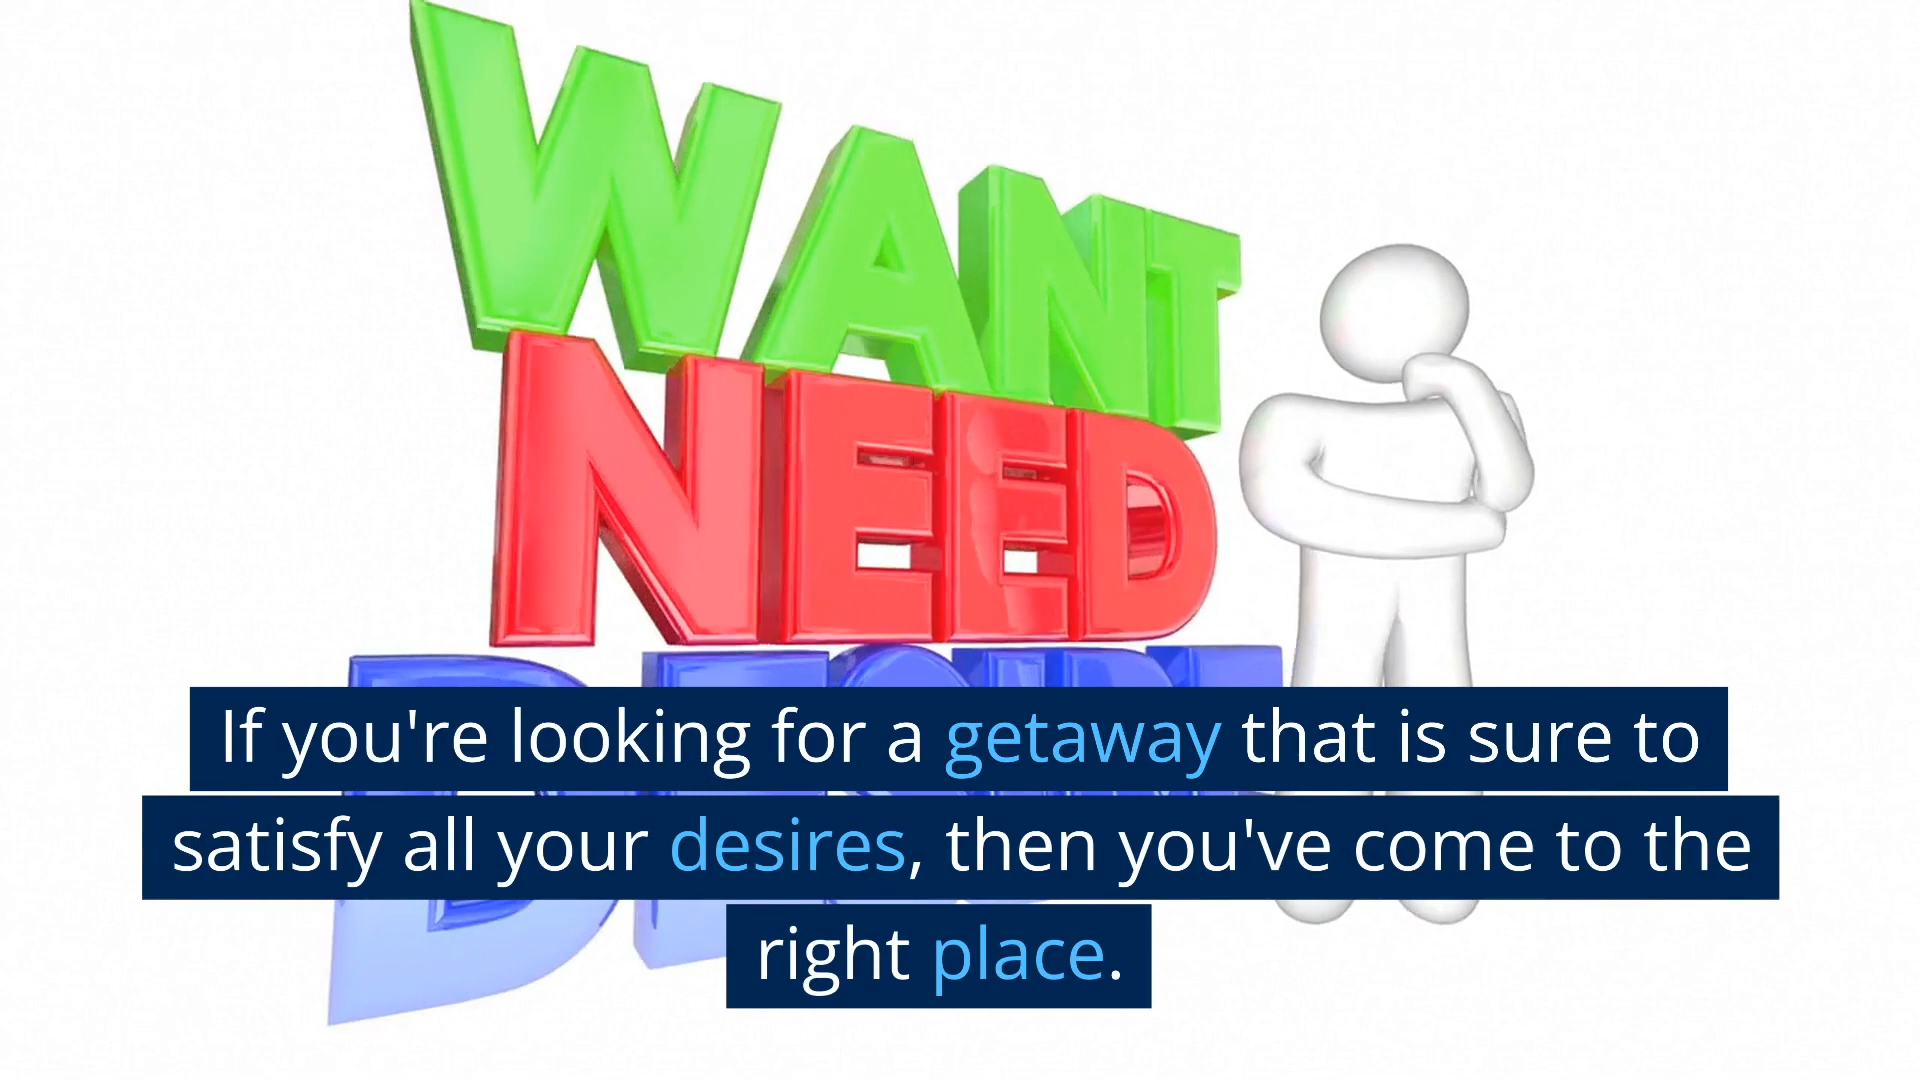 WANT
NEED
DESIRE
If you're looking for a getaway that is sure to
satisfy all your desires, then you've come to the
right place.